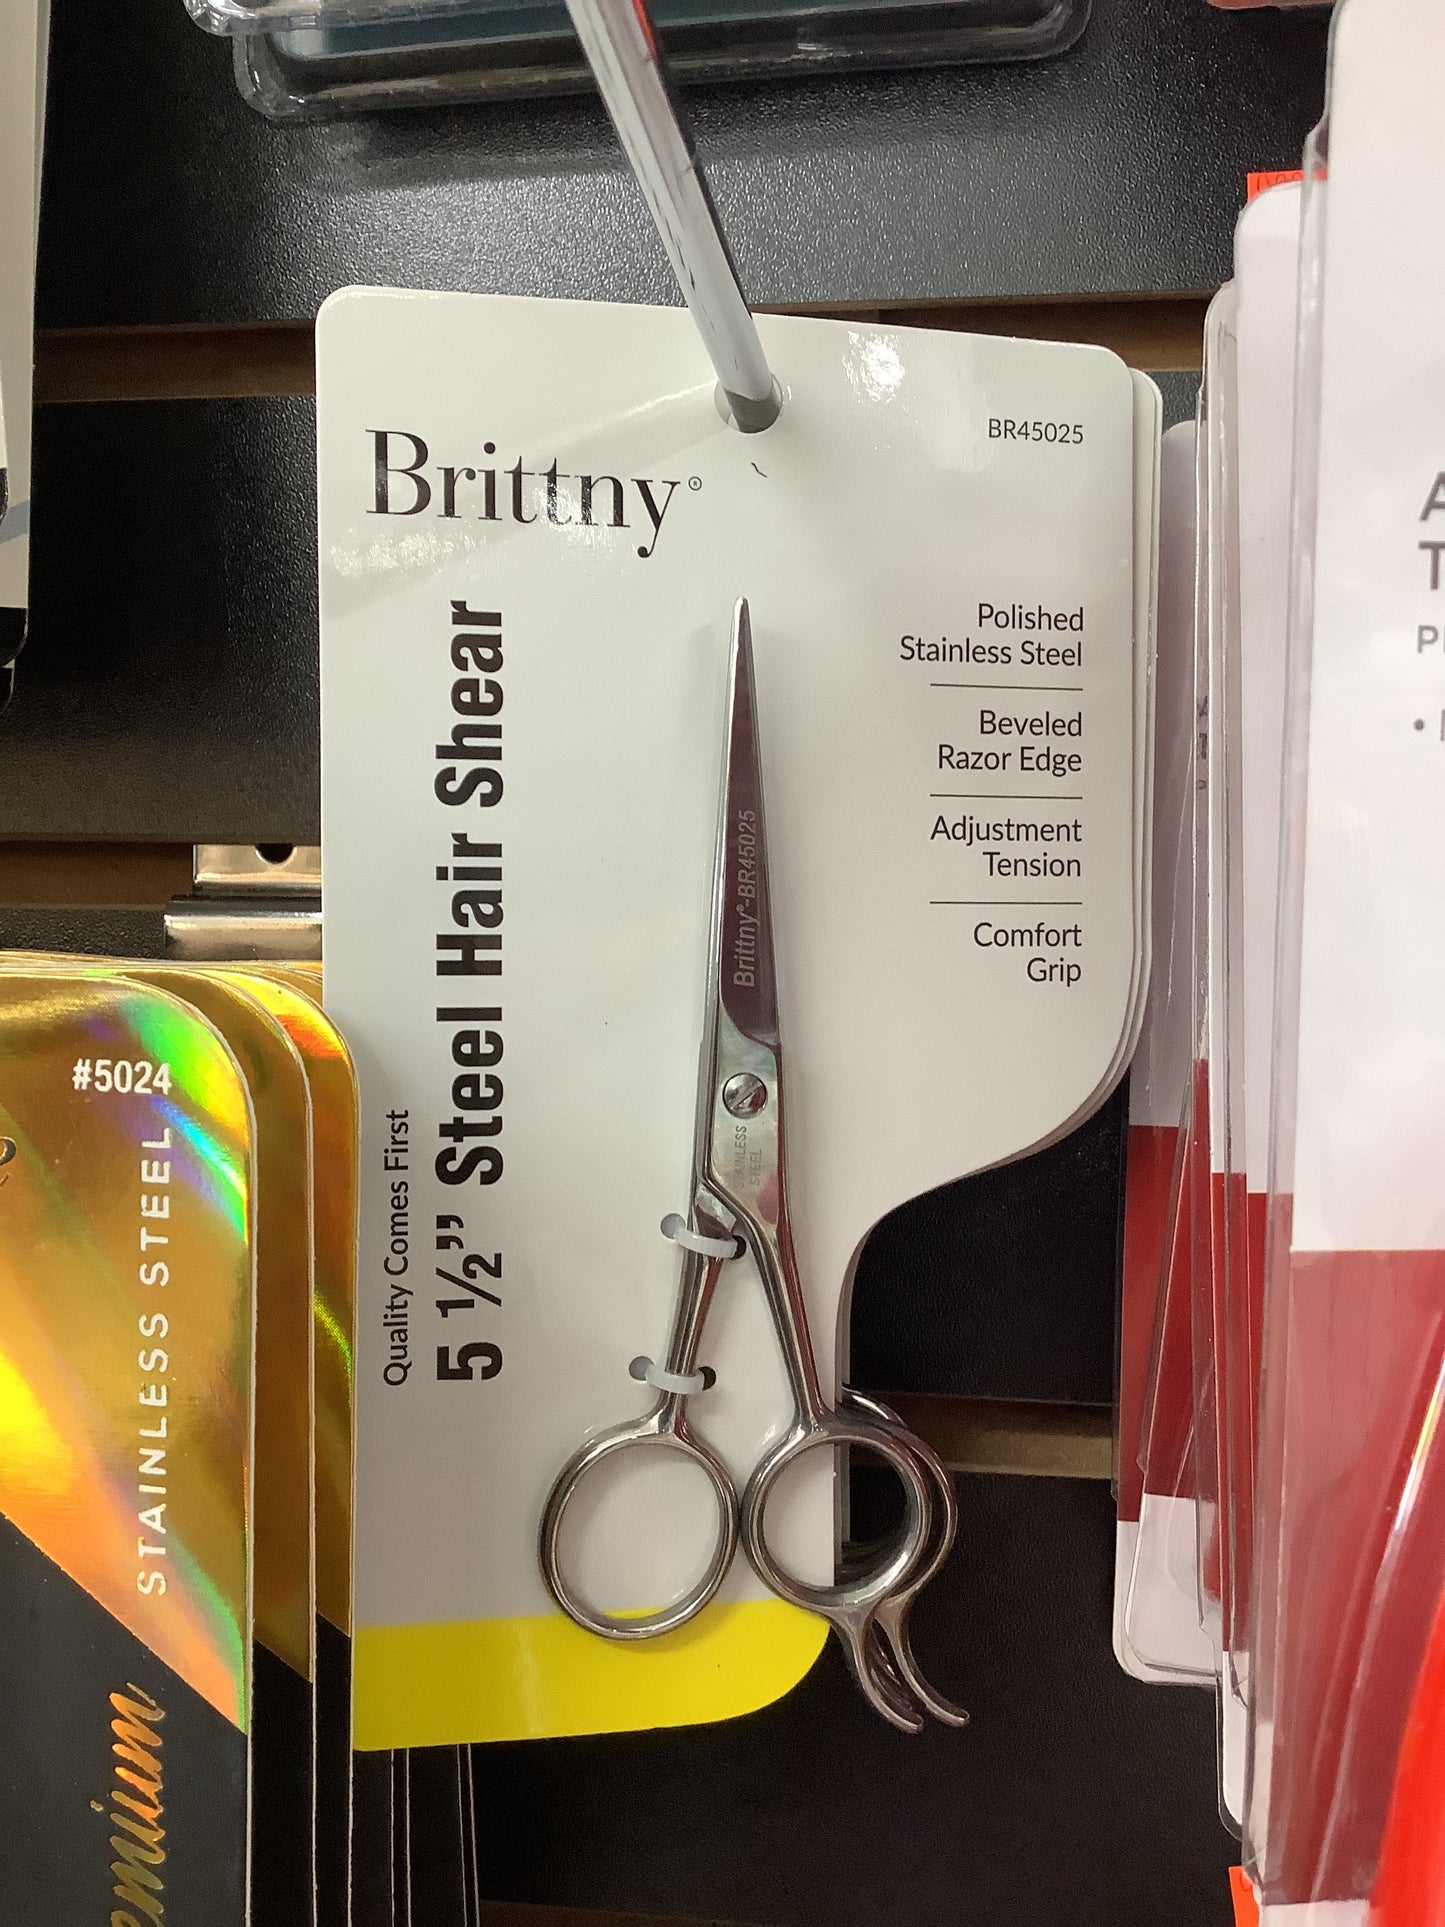 Brittny®
BR45025
Polished
Stainless Steel
Beveled
Razor Edge
Adjustment
Tension
Comfort
Grip
Quality Comes First
5 ½” Steel Hair Shear
Brittny®-BR45025
STAINLESS
STEEL
#5024
STAINLESS STEEL